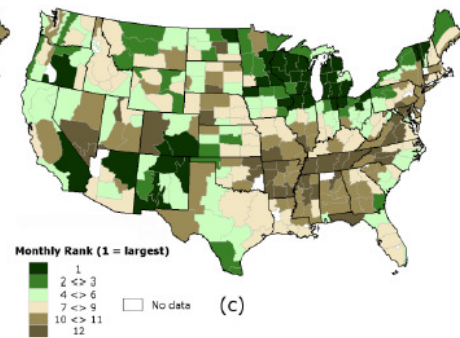 Monthly Rank (1 = largest)
1
2 <> 3
4 <> 6
7 <> 9
10 <> 11
12
No data
(c)